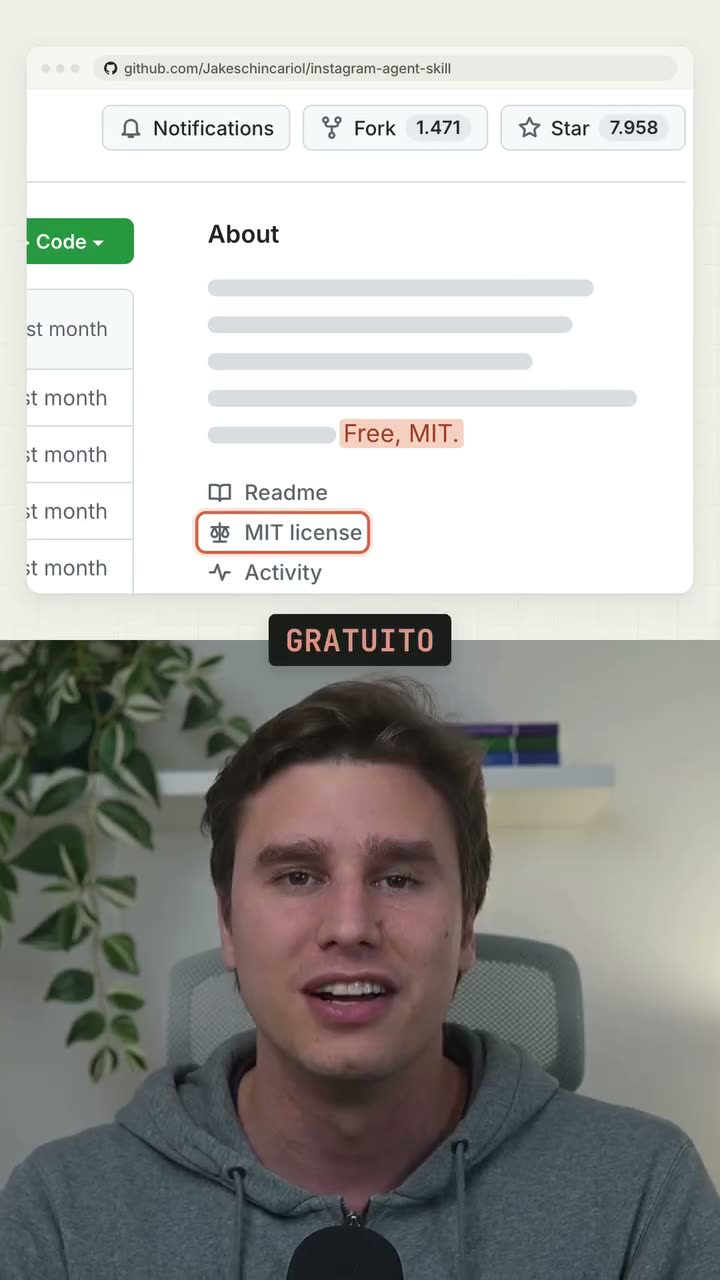 github.com/Jakeschincariol/instagram-agent-skill
Notifications
Fork 1.471
Star 7.958
Code
About
st month
st month
st month
st month
st month
Free, MIT.
Readme
MIT license
Activity
GRATUITO